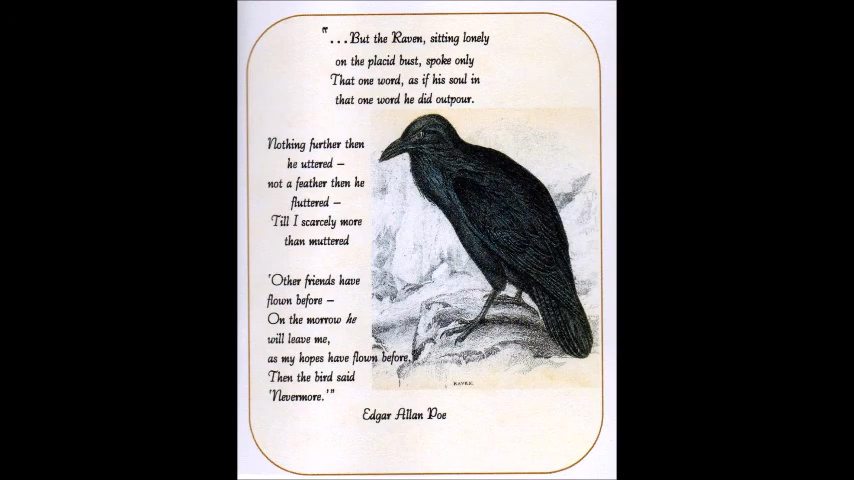 "...But the Raven, sitting lonely
on the placid bust, spoke only
That one word, as if his soul in
that one word he did outpour.
Nothing further then
he uttered –
not a feather then he
fluttered –
Till I scarcely more
than muttered
'Other friends have
flown before –
On the morrow he
will leave me,
as my hopes have flown before,
Then the bird said
'Nevermore.'"
RAVEN.
Edgar Allan Poe